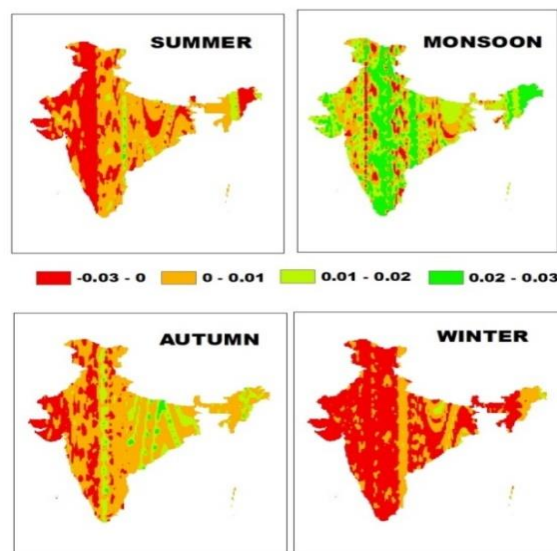 SUMMER
MONSOON
-0.03 - 0
0 - 0.01
0.01 - 0.02
0.02 - 0.03
AUTUMN
WINTER